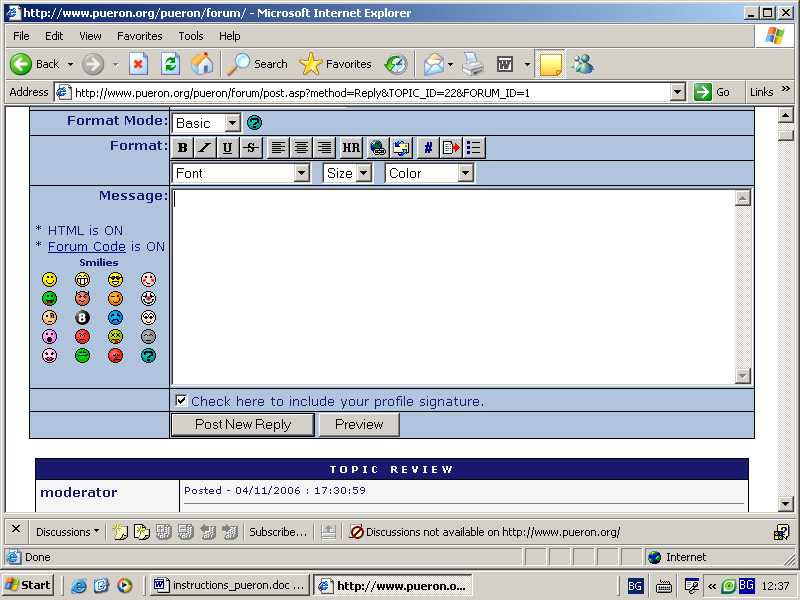 http://www.pueron.org/pueron/forum/ - Microsoft Internet Explorer
File Edit View Favorites Tools Help
Back Search Favorites
Address http://www.pueron.org/pueron/forum/post.asp?method=Reply&TOPIC_ID=22&FORUM_ID=1 Go Links »
Format Mode: Basic ?
Format: B I U S HR #
Font Size Color
Message:
* HTML is ON
* Forum Code is ON
Smilies
8
?
Check here to include your profile signature.
Post New Reply Preview
TOPIC REVIEW
moderator Posted - 04/11/2006 : 17:30:59
Discussions Subscribe... Discussions not available on http://www.pueron.org/
Done Internet
Start instructions_pueron.doc ... http://www.pueron.o... BG « BG 12:37